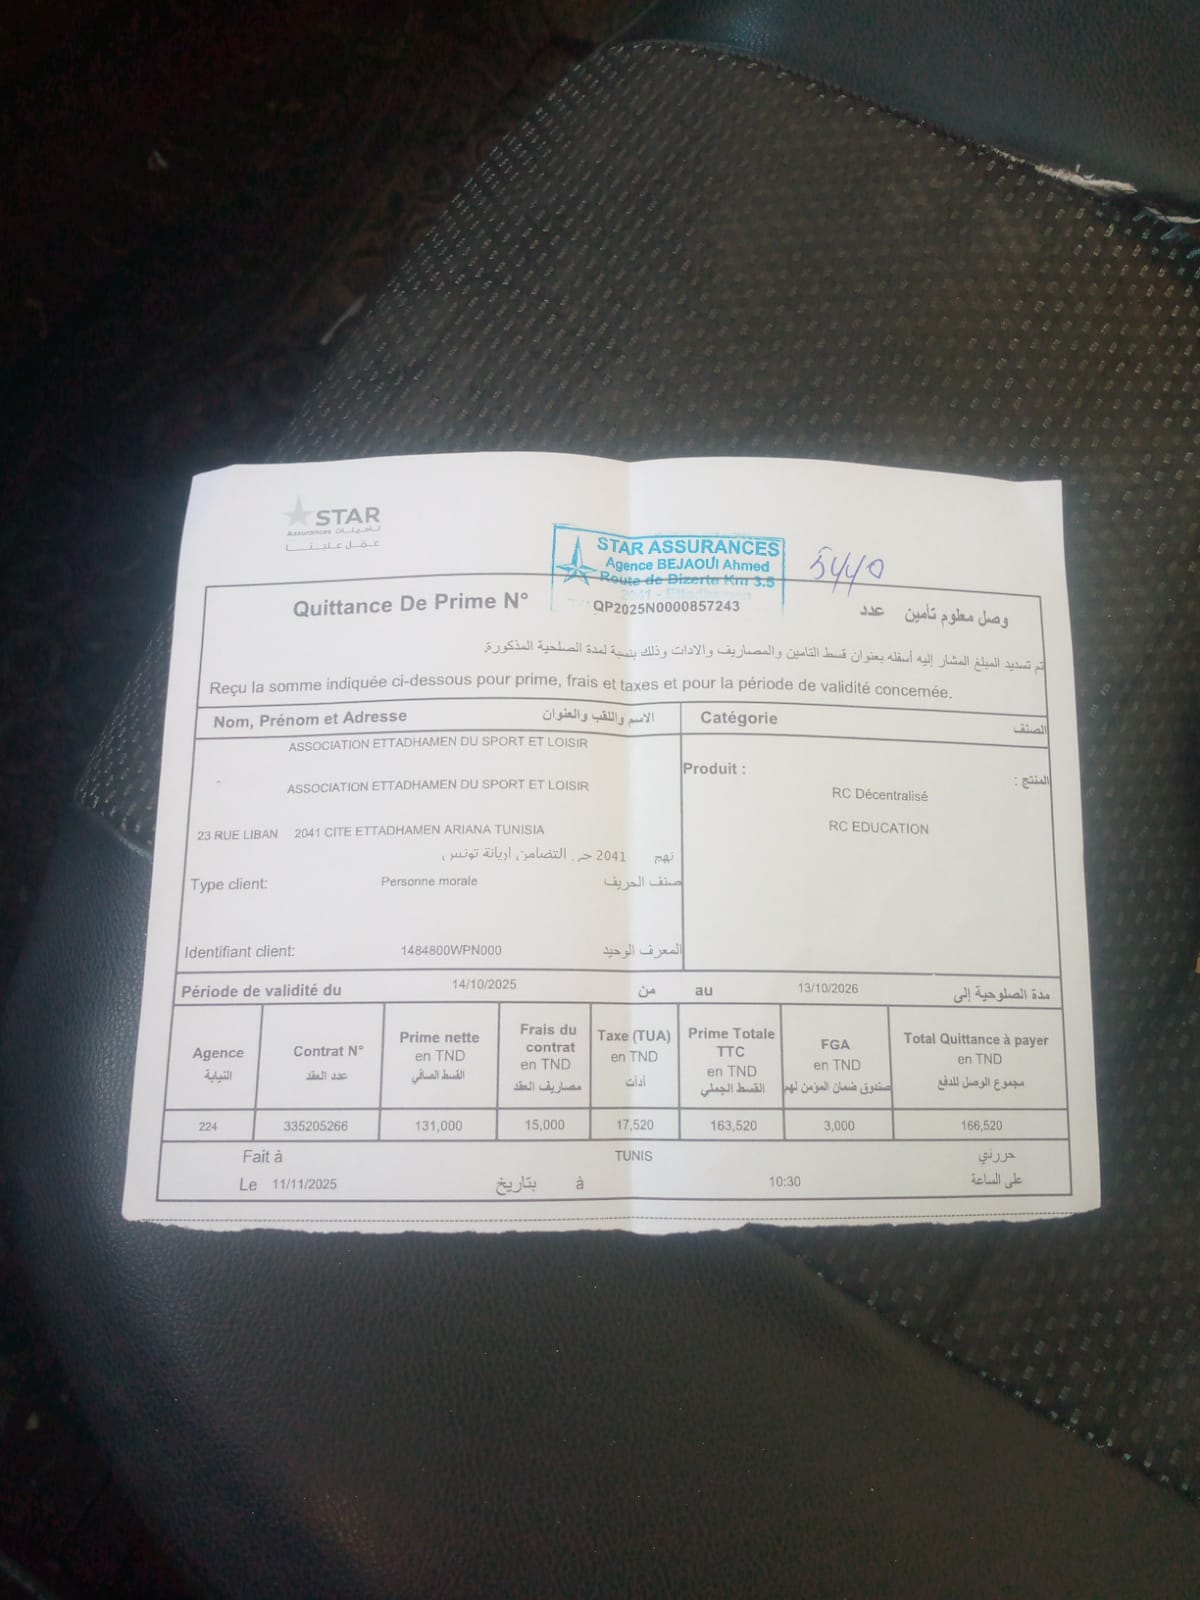 STAR
Assurances تأمينات
STAR ASSURANCES
Agence BEJAOUI Ahmed
Route de Bizerte Km 3.5
2041 - Ettadhamen
5440
Quittance De Prime N° QP2025N0000857243 وصل معلوم تأمين عدد
تم تسديد المبلغ المشار إليه أسفله بعنوان قسط التامين والمصاريف والادات وذلك بنسبة لمدة الصلحية المذكورة.
Reçu la somme indiquée ci-dessous pour prime, frais et taxes et pour la période de validité concernée.
Nom, Prénom et Adresse الاسم واللقب والعنوان Catégorie الصنف
ASSOCIATION ETTADHAMEN DU SPORT ET LOISIR
Produit : المنتج :
ASSOCIATION ETTADHAMEN DU SPORT ET LOISIR
RC Décentralisé
RC EDUCATION
23 RUE LIBAN 2041 CITE ETTADHAMEN ARIANA TUNISIA
نهج 2041 حي التضامن اريانة تونس
Type client: Personne morale صنف الحريف
Identifiant client: 1484800WPN000 المعرف الوحيد
Période de validité du 14/10/2025 من au 13/10/2026 مدة الصلوحية إلى
Agence النيابة
Contrat N° عدد العقد
Prime nette en TND القسط الصافي
Frais du contrat en TND مصاريف العقد
Taxe (TUA) en TND أدأت
Prime Totale TTC en TND القسط الجملي
FGA en TND صندوق ضمان المؤمن لهم
Total Quittance à payer en TND مجموع الوصل للدفع
224 335205266 131,000 15,000 17,520 163,520 3,000 166,520
Fait à TUNIS حررني
Le 11/11/2025 بتاريخ à 10:30 على الساعة